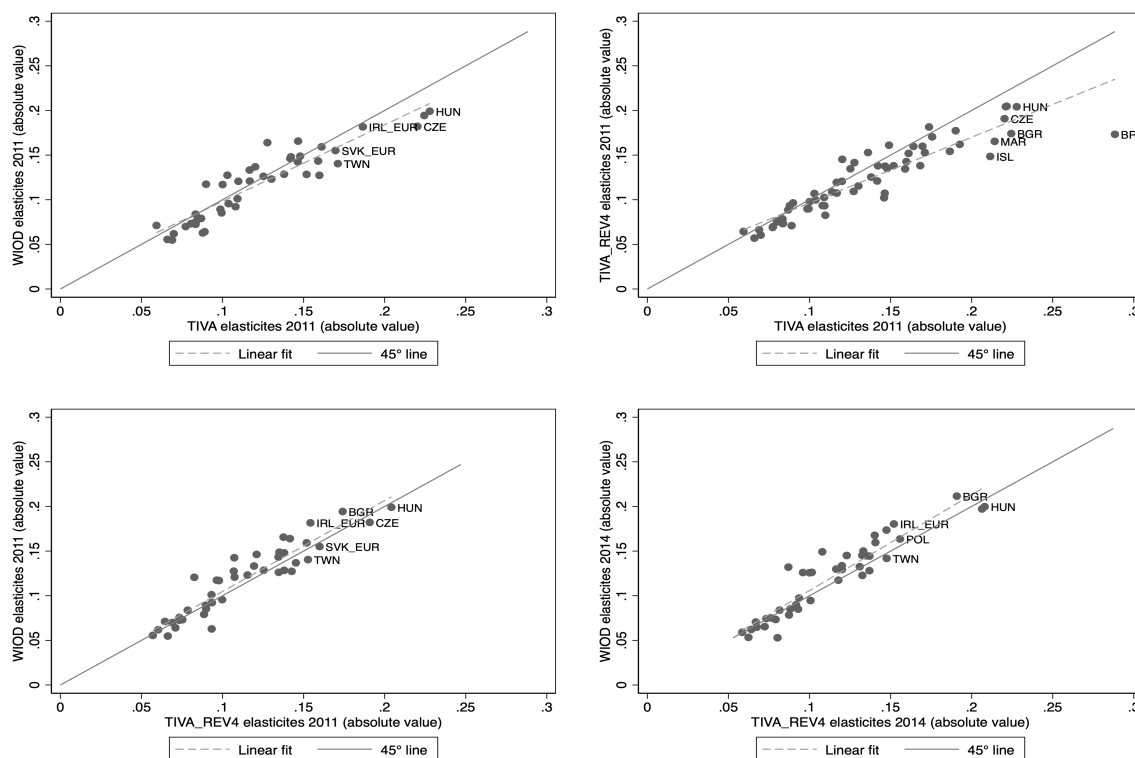 WIOD elasticites 2011 (absolute value)
.3
.25
.2
.15
.1
.05
0
HUN
IRL_EUR
CZE
SVK_EUR
TWN
0 .05 .1 .15 .2 .25 .3
TIVA elasticites 2011 (absolute value)
Linear fit 45° line
TIVA_REV4 elasticites 2011 (absolute value)
.3
.25
.2
.15
.1
.05
0
HUN
CZE
BGR
BR
MAR
ISL
0 .05 .1 .15 .2 .25 .3
TIVA elasticites 2011 (absolute value)
Linear fit 45° line
WIOD elasticites 2011 (absolute value)
.3
.25
.2
.15
.1
.05
0
BGR
HUN
IRL_EUR
CZE
SVK_EUR
TWN
0 .05 .1 .15 .2 .25 .3
TIVA_REV4 elasticites 2011 (absolute value)
Linear fit 45° line
WIOD elasticites 2014 (absolute value)
.3
.25
.2
.15
.1
.05
0
BGR
HUN
IRL_EUR
POL
TWN
0 .05 .1 .15 .2 .25 .3
TIVA_REV4 elasticites 2014 (absolute value)
Linear fit 45° line